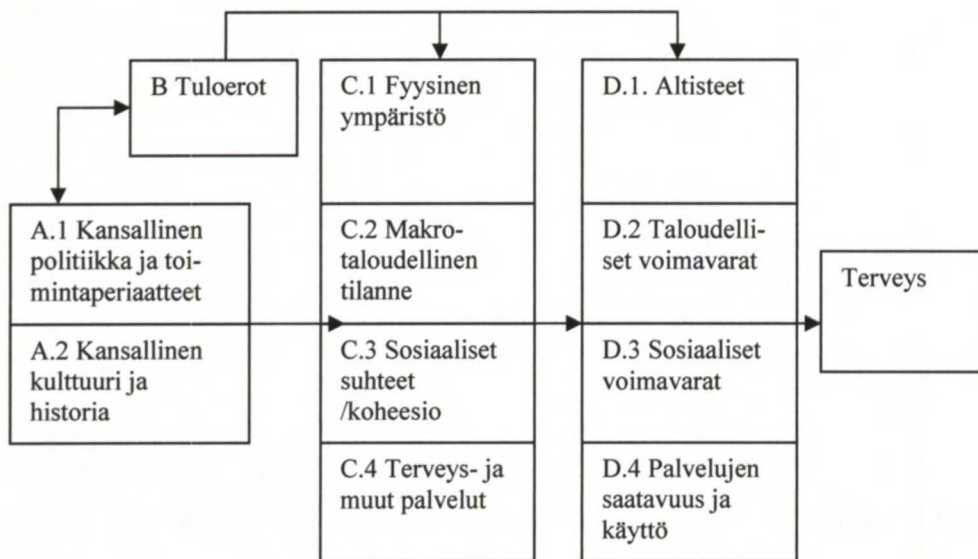 B Tuloerot
A.1 Kansallinen
politiikka ja toi-
mintaperiaatteet
A.2 Kansallinen
kulttuuri ja
historia
C.1 Fyysinen
ympäristö
C.2 Makro-
taloudellinen
tilanne
C.3 Sosiaaliset
suhteet
/koheesio
C.4 Terveys- ja
muut palvelut
D.1. Altisteet
D.2 Taloudelli-
set voimavarat
D.3 Sosiaaliset
voimavarat
D.4 Palvelujen
saatavuus ja
käyttö
Terveys